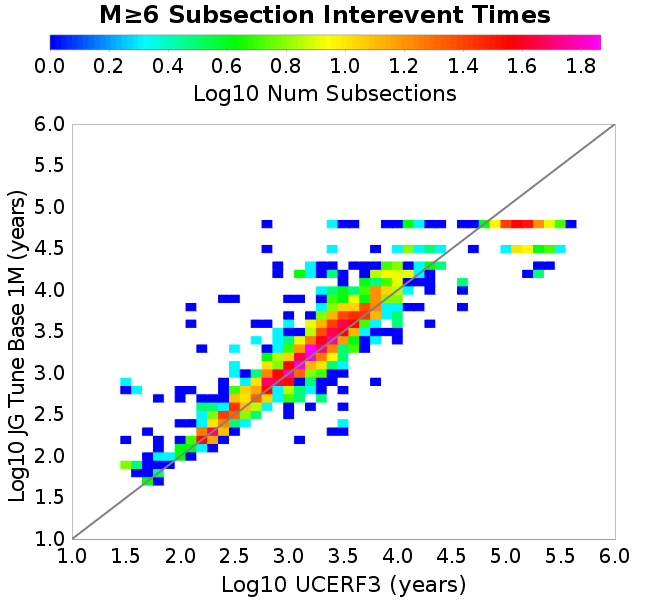 M≥6 Subsection Interevent Times
0.0 0.2 0.4 0.6 0.8 1.0 1.2 1.4 1.6 1.8
Log10 Num Subsections
6.0
5.5
5.0
4.5
4.0
3.5
3.0
2.5
2.0
1.5
1.0
Log10 JG Tune Base 1M (years)
1.0 1.5 2.0 2.5 3.0 3.5 4.0 4.5 5.0 5.5 6.0
Log10 UCERF3 (years)